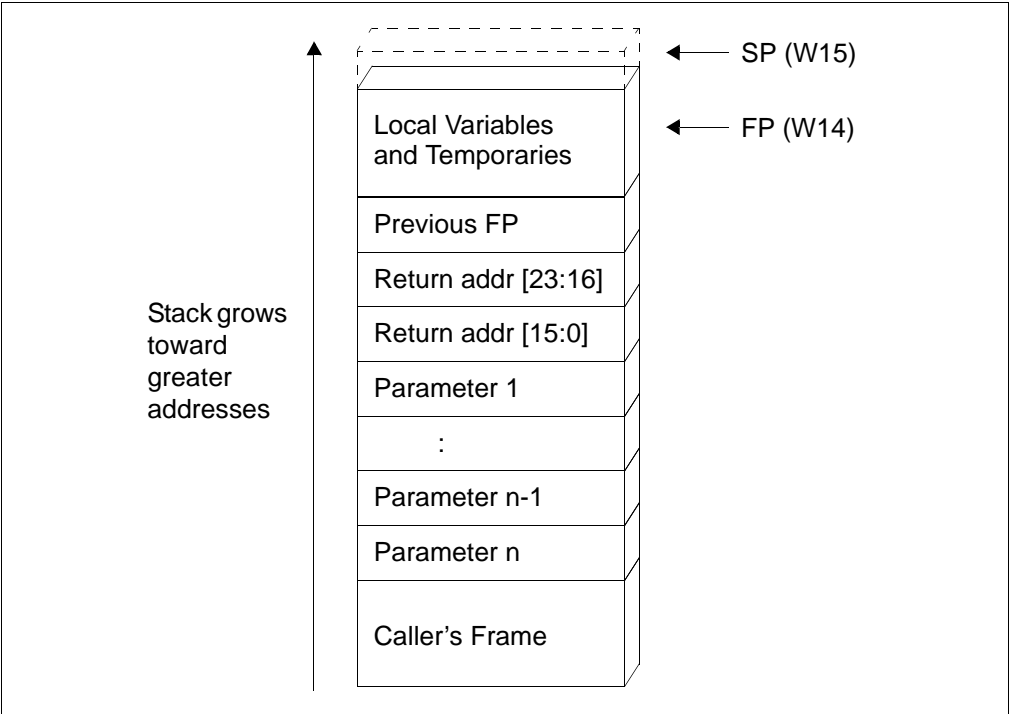 SP (W15)
Local Variables
and Temporaries
FP (W14)
Previous FP
Return addr [23:16]
Return addr [15:0]
Stack grows
toward
greater
addresses
Parameter 1
:
Parameter n-1
Parameter n
Caller's Frame